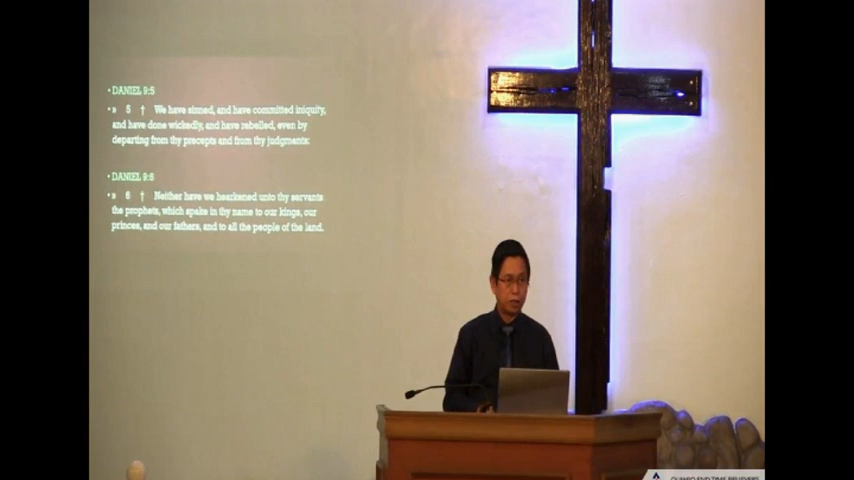 • DANIEL 9:5
• » 5 † We have sinned, and have committed iniquity,
and have done wickedly, and have rebelled, even by
departing from thy precepts and from thy judgments:
• DANIEL 9:6
• » 6 † Neither have we hearkened unto thy servants
the prophets, which spake in thy name to our kings, our
princes, and our fathers, and to all the people of the land.
END TIME BELIEVERS